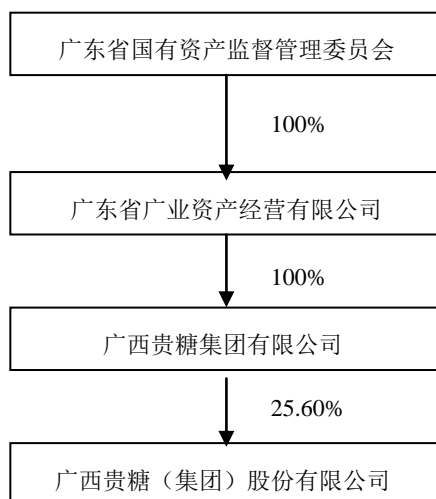 广东省国有资产监督管理委员会
100%
广东省广业资产经营有限公司
100%
广西贵糖集团有限公司
25.60%
广西贵糖（集团）股份有限公司